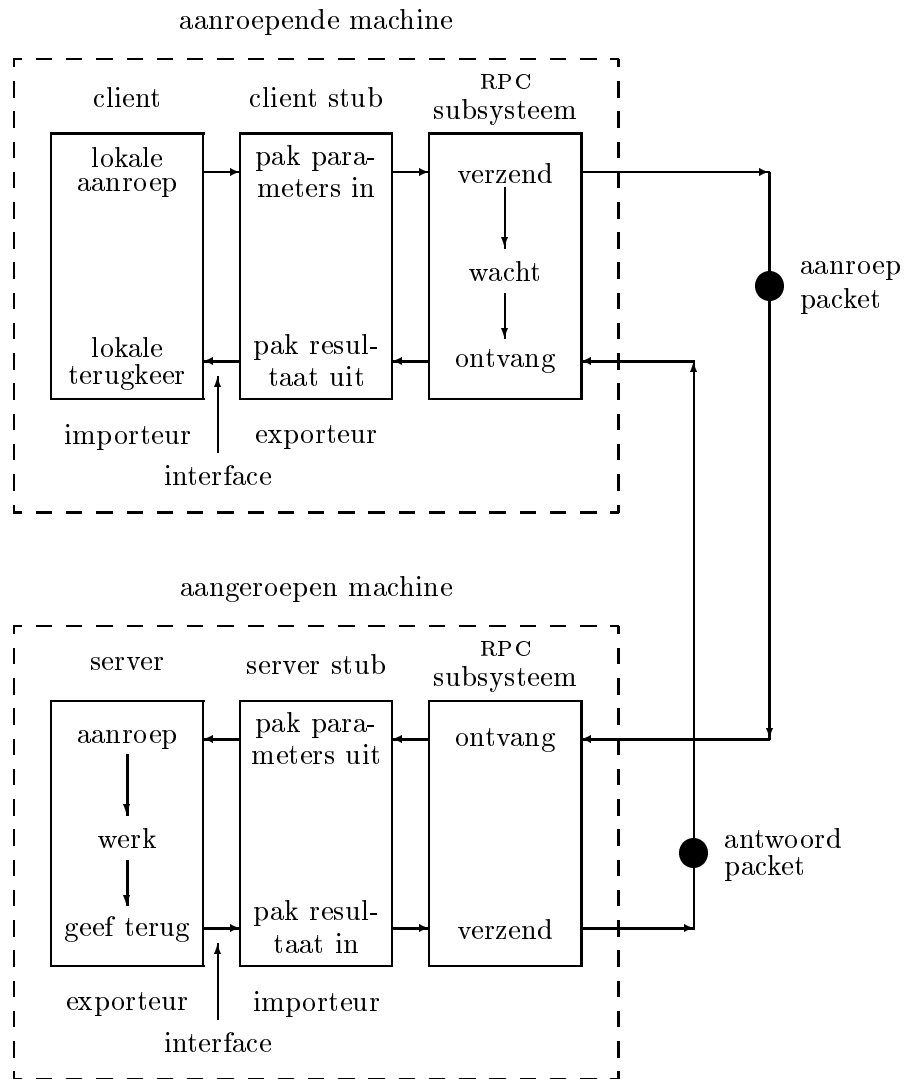 aanroepende machine
client
client stub
RPC
subsysteem
lokale
aanroep
pak para-
meters in
verzend
wacht
aanroep
packet
lokale
terugkeer
pak resul-
taat uit
ontvang
importeur
exporteur
interface
aangeroepen machine
server
server stub
RPC
subsysteem
aanroep
pak para-
meters uit
ontvang
werk
antwoord
packet
geef terug
pak resul-
taat in
verzend
exporteur
importeur
interface